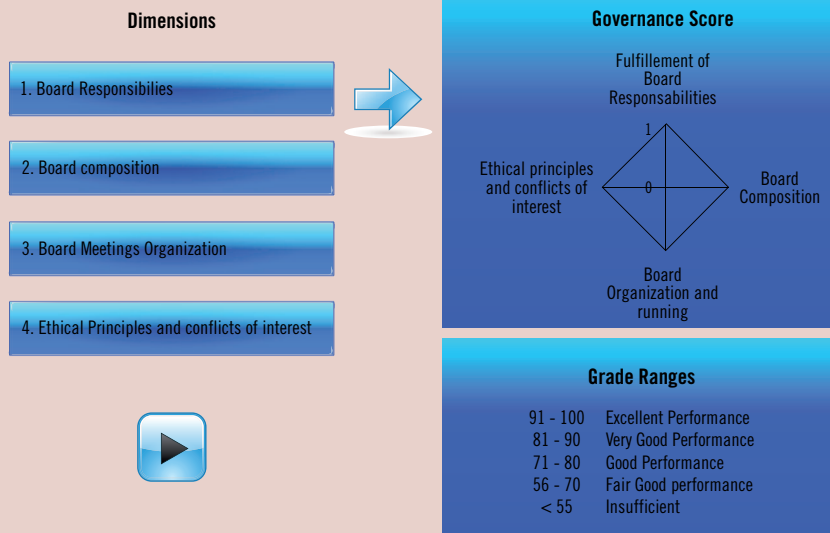 Dimensions
1. Board Responsibilies
2. Board composition
3. Board Meetings Organization
4. Ethical Principles and conflicts of interest
Governance Score
Fulfillement of
Board
Responsabilities
1
Ethical principles
and conflicts of
interest
0
Board
Composition
Board
Organization and
running
Grade Ranges
91 - 100 Excellent Performance
81 - 90 Very Good Performance
71 - 80 Good Performance
56 - 70 Fair Good performance
< 55 Insufficient